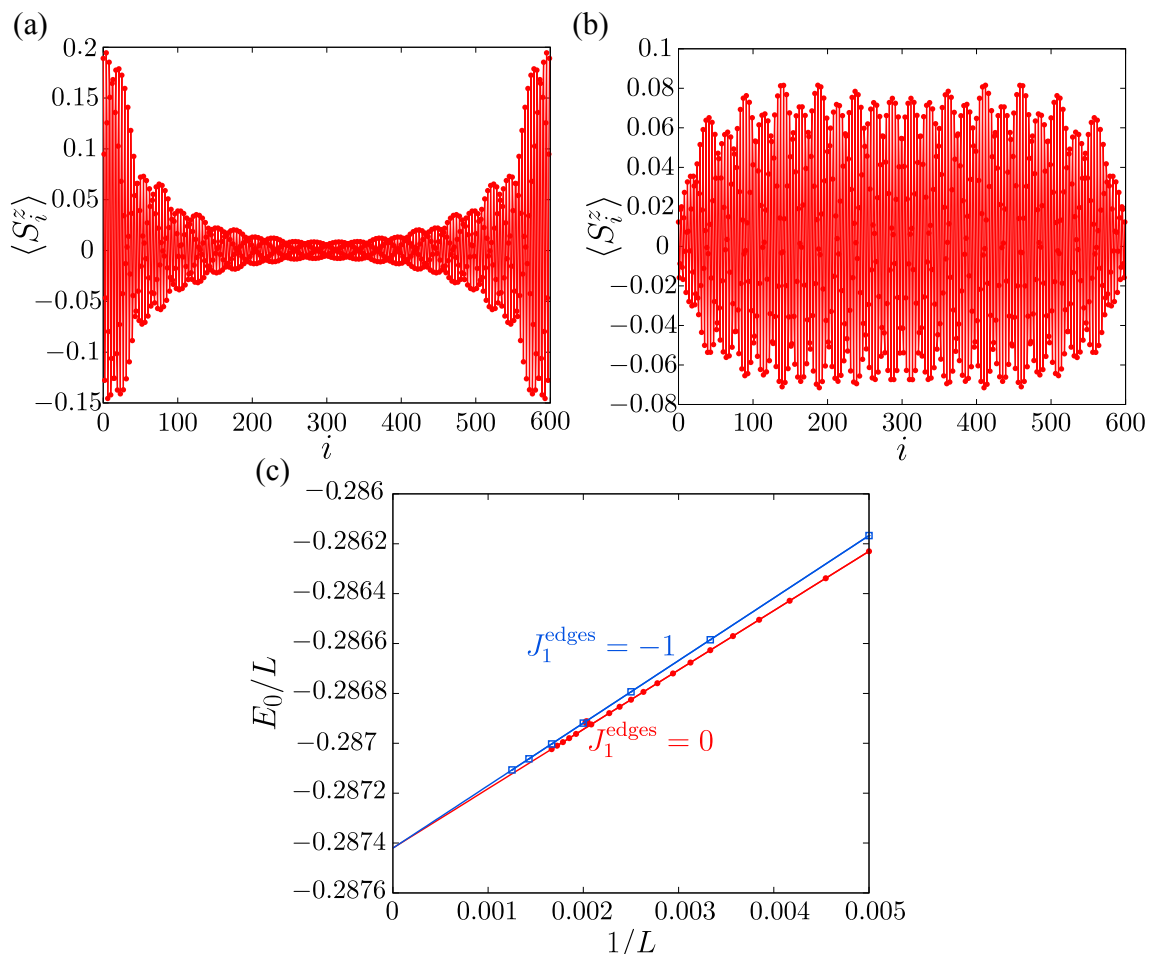 (a)
0.2
0.15
0.1
0.05
0
−0.05
−0.1
−0.15
⟨S_i^z⟩
0 100 200 300 400 500 600
i
(b)
0.1
0.08
0.06
0.04
0.02
0
−0.02
−0.04
−0.06
−0.08
⟨S_i^z⟩
0 100 200 300 400 500 600
i
(c)
−0.286
−0.2862
−0.2864
−0.2866
−0.2868
−0.287
−0.2872
−0.2874
−0.2876
E_0/L
J_1^edges = −1
J_1^edges = 0
0 0.001 0.002 0.003 0.004 0.005
1/L